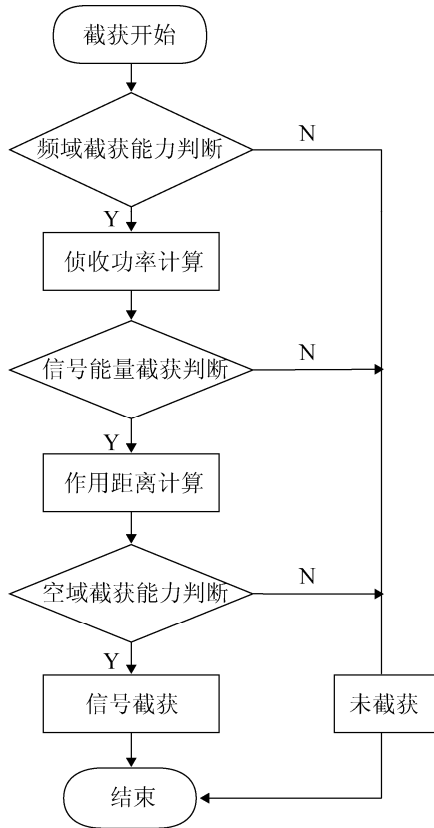 截获开始
频域截获能力判断
N
Y
侦收功率计算
信号能量截获判断
N
Y
作用距离计算
空域截获能力判断
N
Y
信号截获
未截获
结束